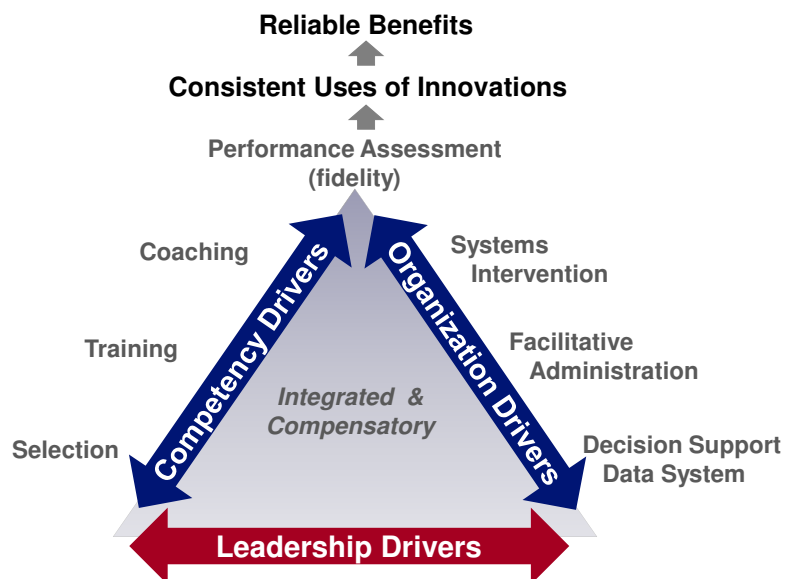 Reliable Benefits
Consistent Uses of Innovations
Performance Assessment
(fidelity)
Coaching
Training
Selection
Competency Drivers
Integrated &
Compensatory
Organization Drivers
Systems
Intervention
Facilitative
Administration
Decision Support
Data System
Leadership Drivers